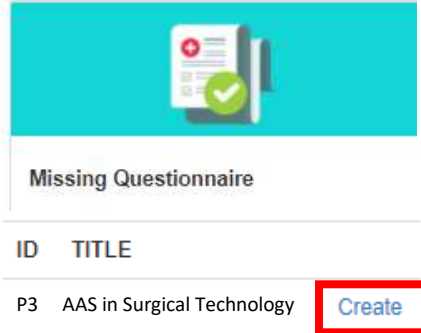 Missing Questionnaire
ID TITLE
P3 AAS in Surgical Technology Create